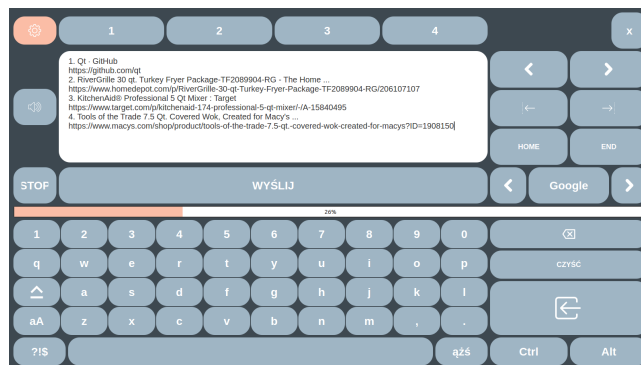 1 2 3 4 x
1. Qt · GitHub
https://github.com/qt
2. RiverGrille 30 qt. Turkey Fryer Package-TF2089904-RG - The Home ...
https://www.homedepot.com/p/RiverGrille-30-qt-Turkey-Fryer-Package-TF2089904-RG/206107107
3. KitchenAid® Professional 5 Qt Mixer : Target
https://www.target.com/p/kitchenaid-174-professional-5-qt-mixer/-/A-15840495
4. Tools of the Trade 7.5 Qt. Covered Wok, Created for Macy's ...
https://www.macys.com/shop/product/tools-of-the-trade-7.5-qt.-covered-wok-created-for-macys?ID=1908150
HOME END
STOP WYŚLIJ Google
26%
1 2 3 4 5 6 7 8 9 0
q w e r t y u i o p CZYŚĆ
a s d f g h j k l
aA z x c v b n m , .
?!$ ążś Ctrl Alt